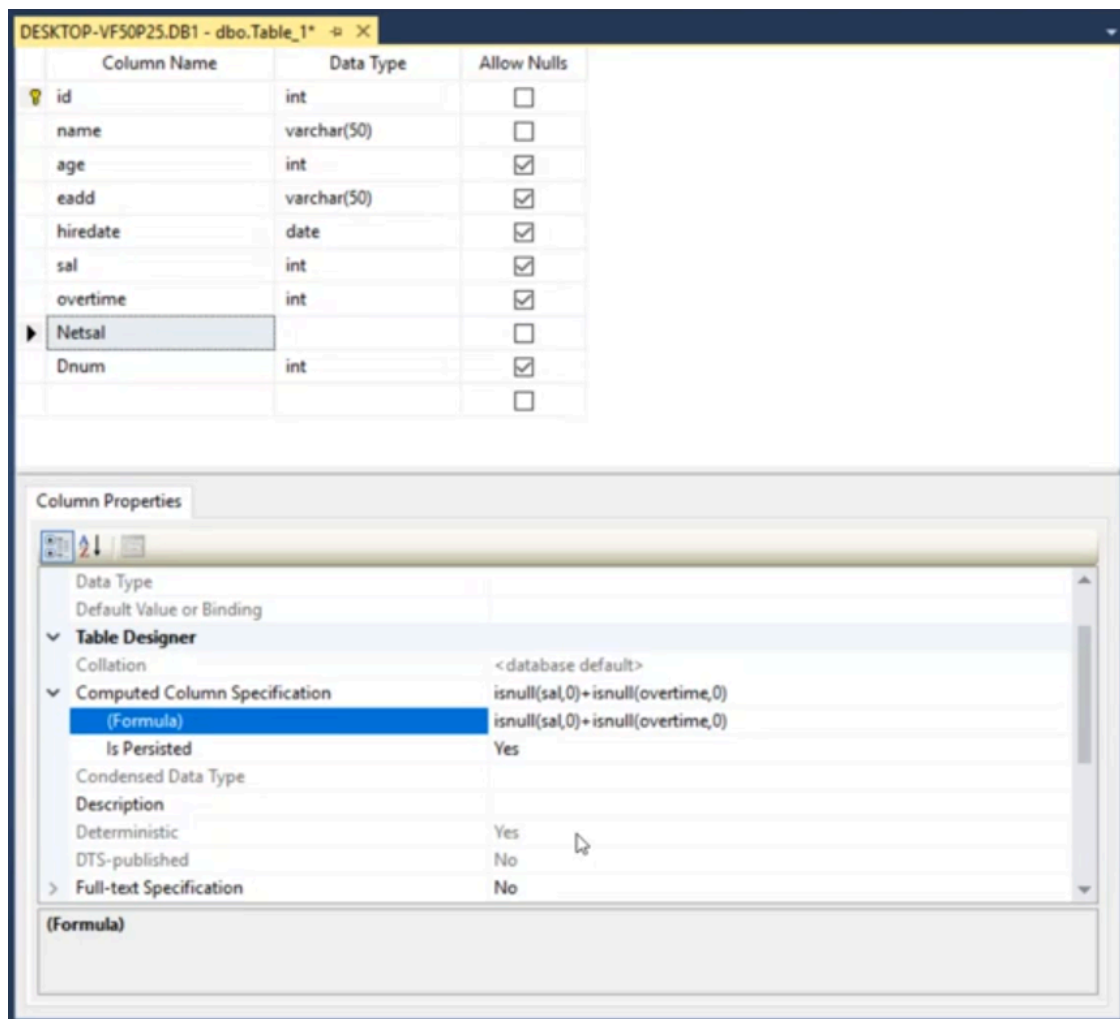 DESKTOP-VF50P25.DB1 - dbo.Table_1*
Column Name Data Type Allow Nulls
id int
name varchar(50)
age int
eadd varchar(50)
hiredate date
sal int
overtime int
Netsal
Dnum int
Column Properties
Data Type
Default Value or Binding
Table Designer
Collation <database default>
Computed Column Specification isnull(sal,0)+isnull(overtime,0)
(Formula) isnull(sal,0)+isnull(overtime,0)
Is Persisted Yes
Condensed Data Type
Description
Deterministic Yes
DTS-published No
Full-text Specification No
(Formula)